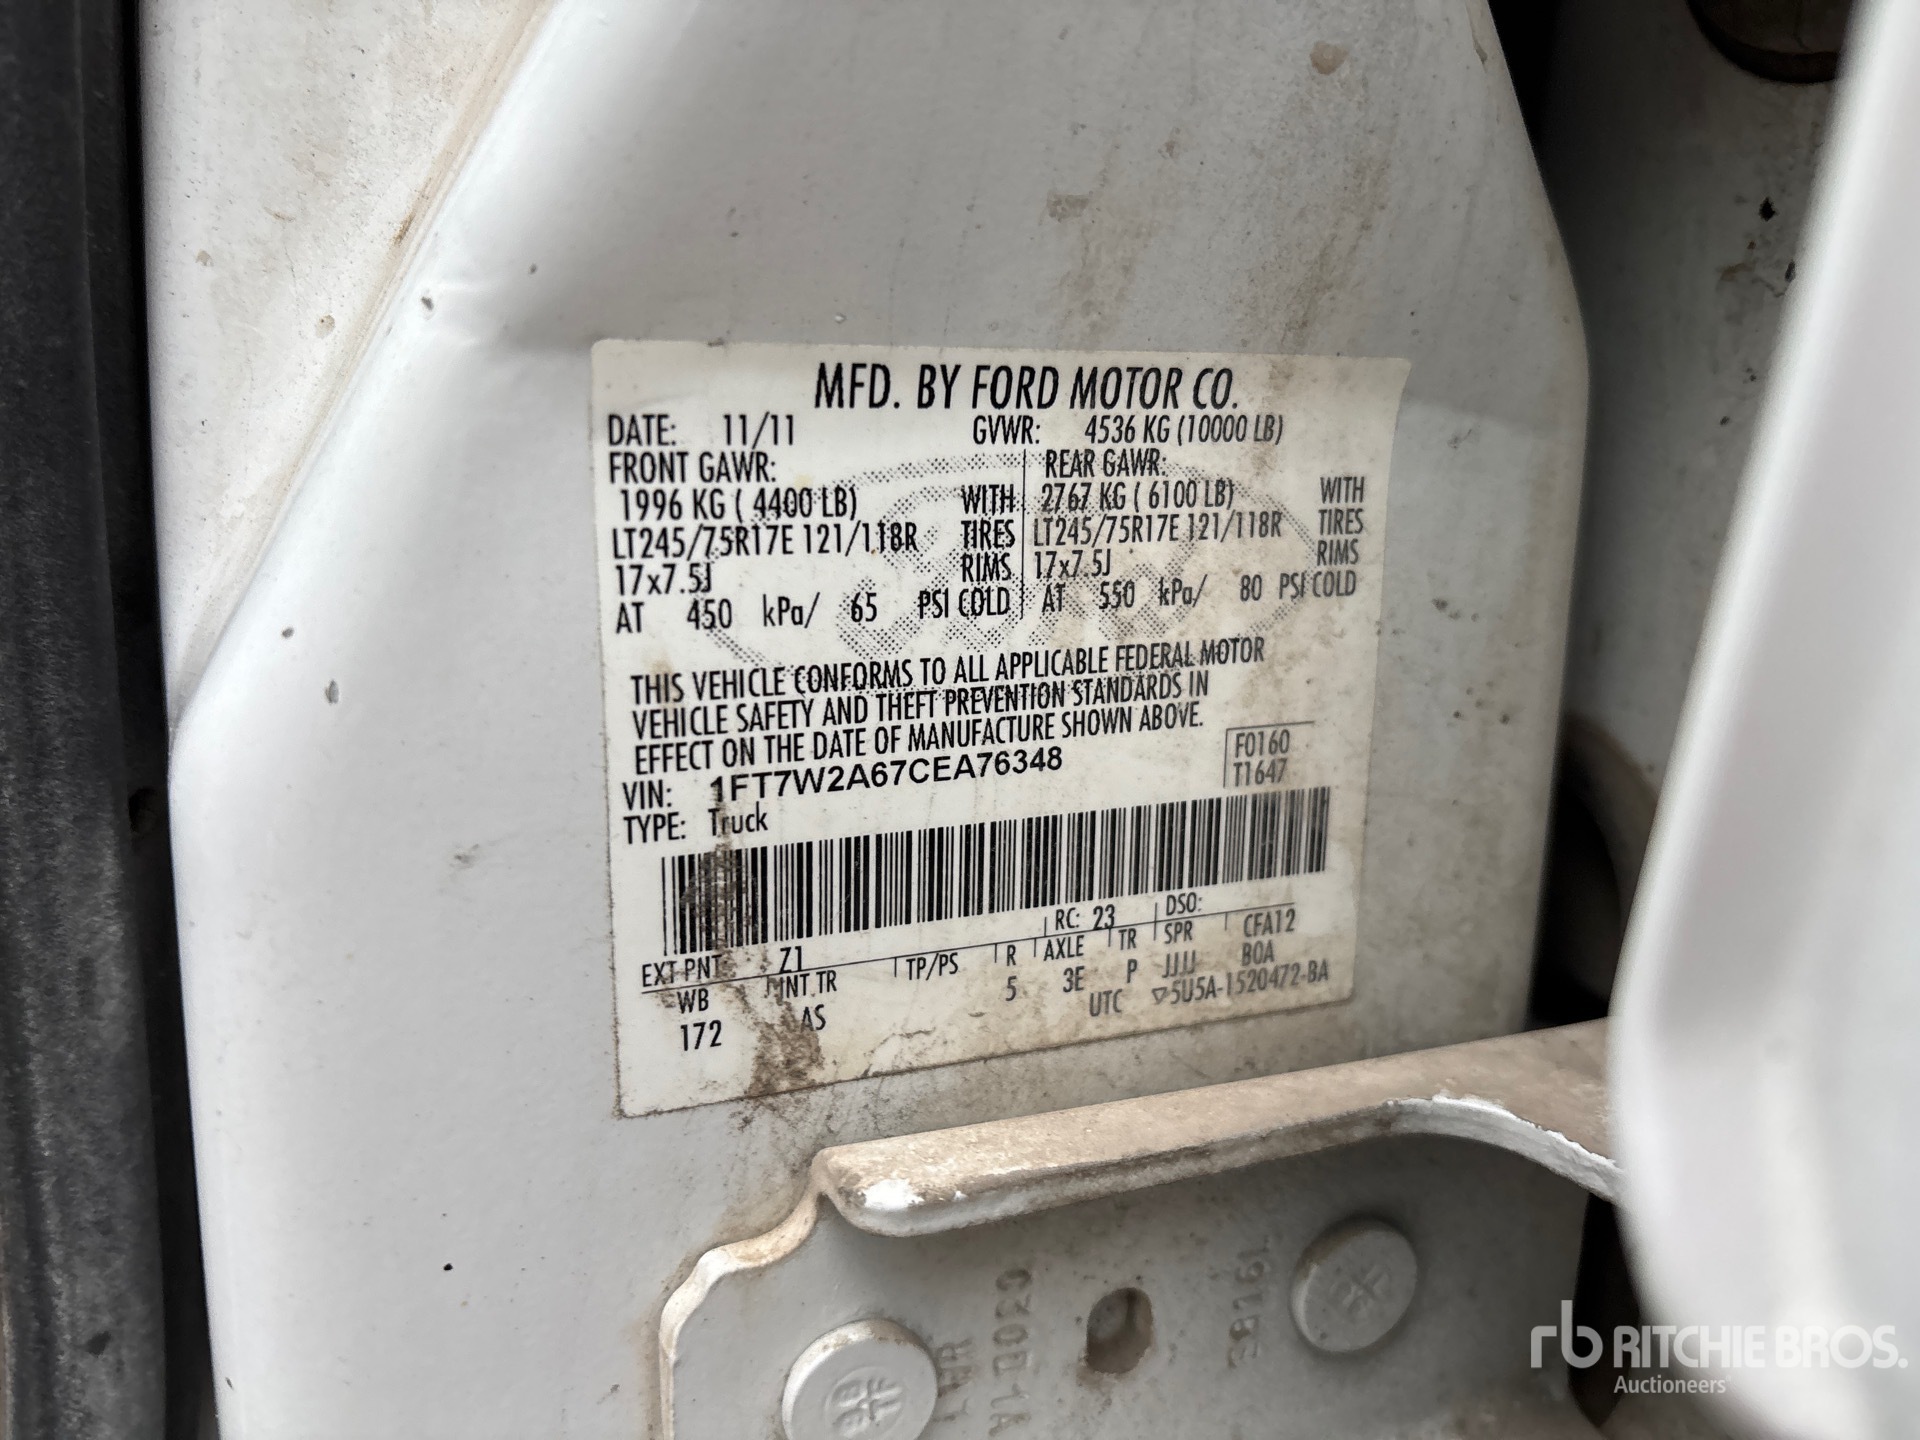 MFD. BY FORD MOTOR CO.
DATE: 11/11 GVWR: 4536 KG (10000 LB)
FRONT GAWR: REAR GAWR:
1996 KG ( 4400 LB) WITH 2767 KG ( 6100 LB) WITH
LT245/75R17E 121/118R TIRES LT245/75R17E 121/118R TIRES
17x7.5J RIMS 17x7.5J RIMS
AT 450 kPa/ 65 PSI COLD AT 550 kPa/ 80 PSI COLD
THIS VEHICLE CONFORMS TO ALL APPLICABLE FEDERAL MOTOR
VEHICLE SAFETY AND THEFT PREVENTION STANDARDS IN
EFFECT ON THE DATE OF MANUFACTURE SHOWN ABOVE.
VIN: 1FT7W2A67CEA76348 F0160
TYPE: Truck T1647
RC: 23 DSO:
EXT PNT: Z1 CFA12
WB INT TR TP/PS R AXLE TR SPR BOA
172 AS 5 3E P JJJJ
UTC ▽5U5A-1520472-BA
rb RITCHIE BROS.
Auctioneers